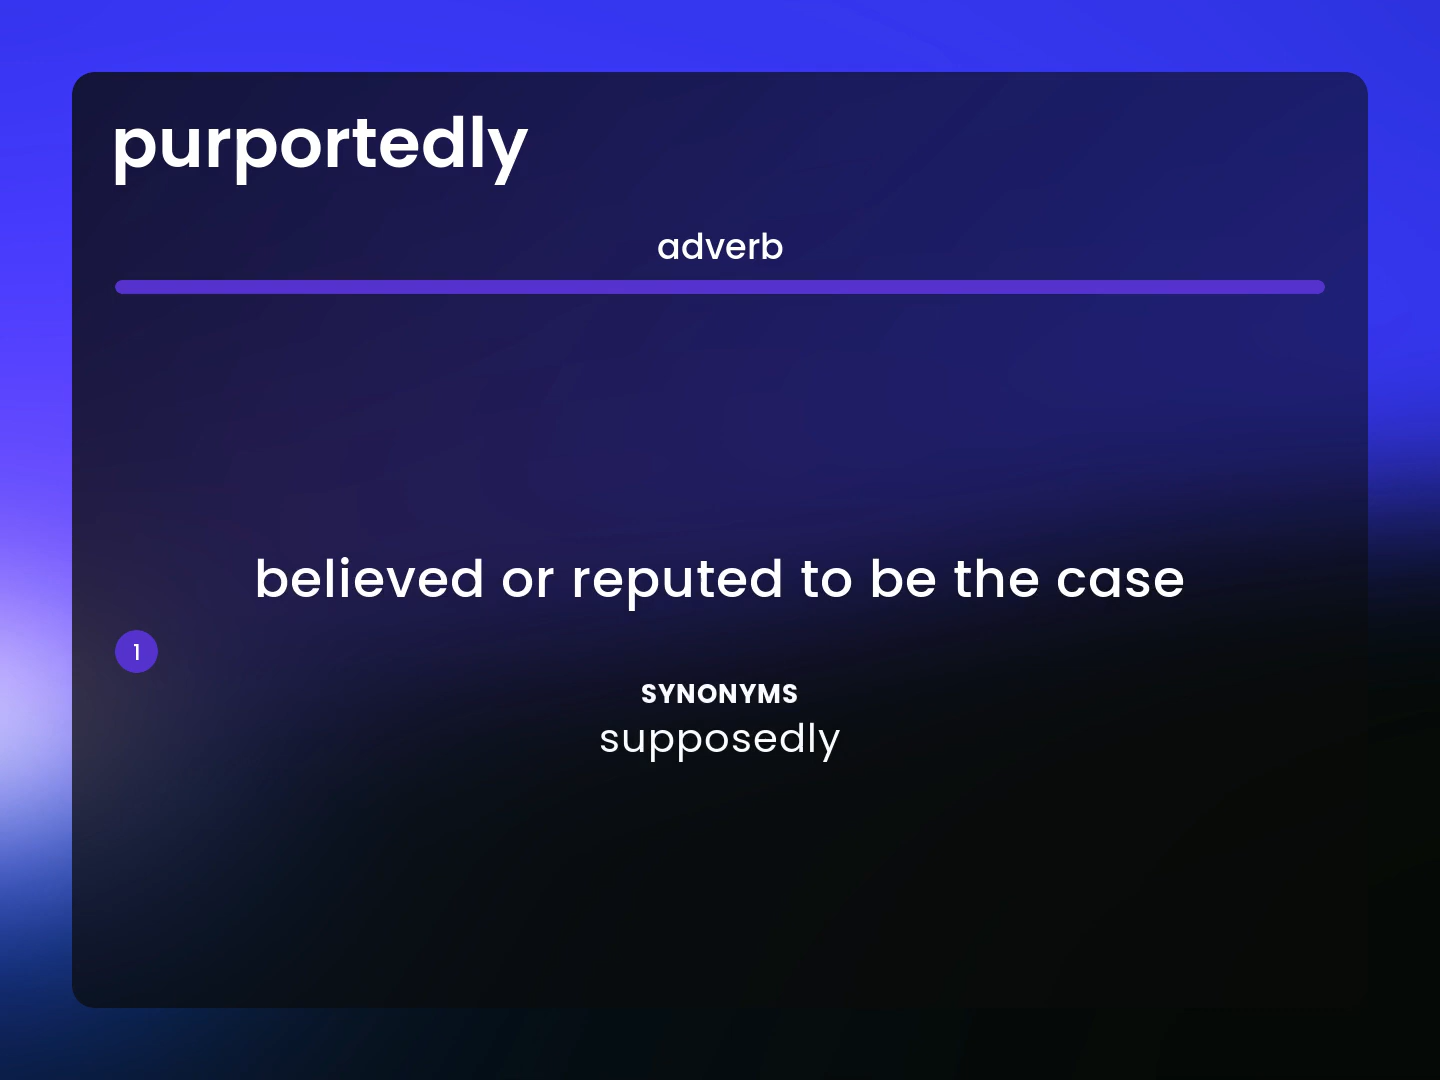 purportedly
adverb
believed or reputed to be the case
1
SYNONYMS
supposedly